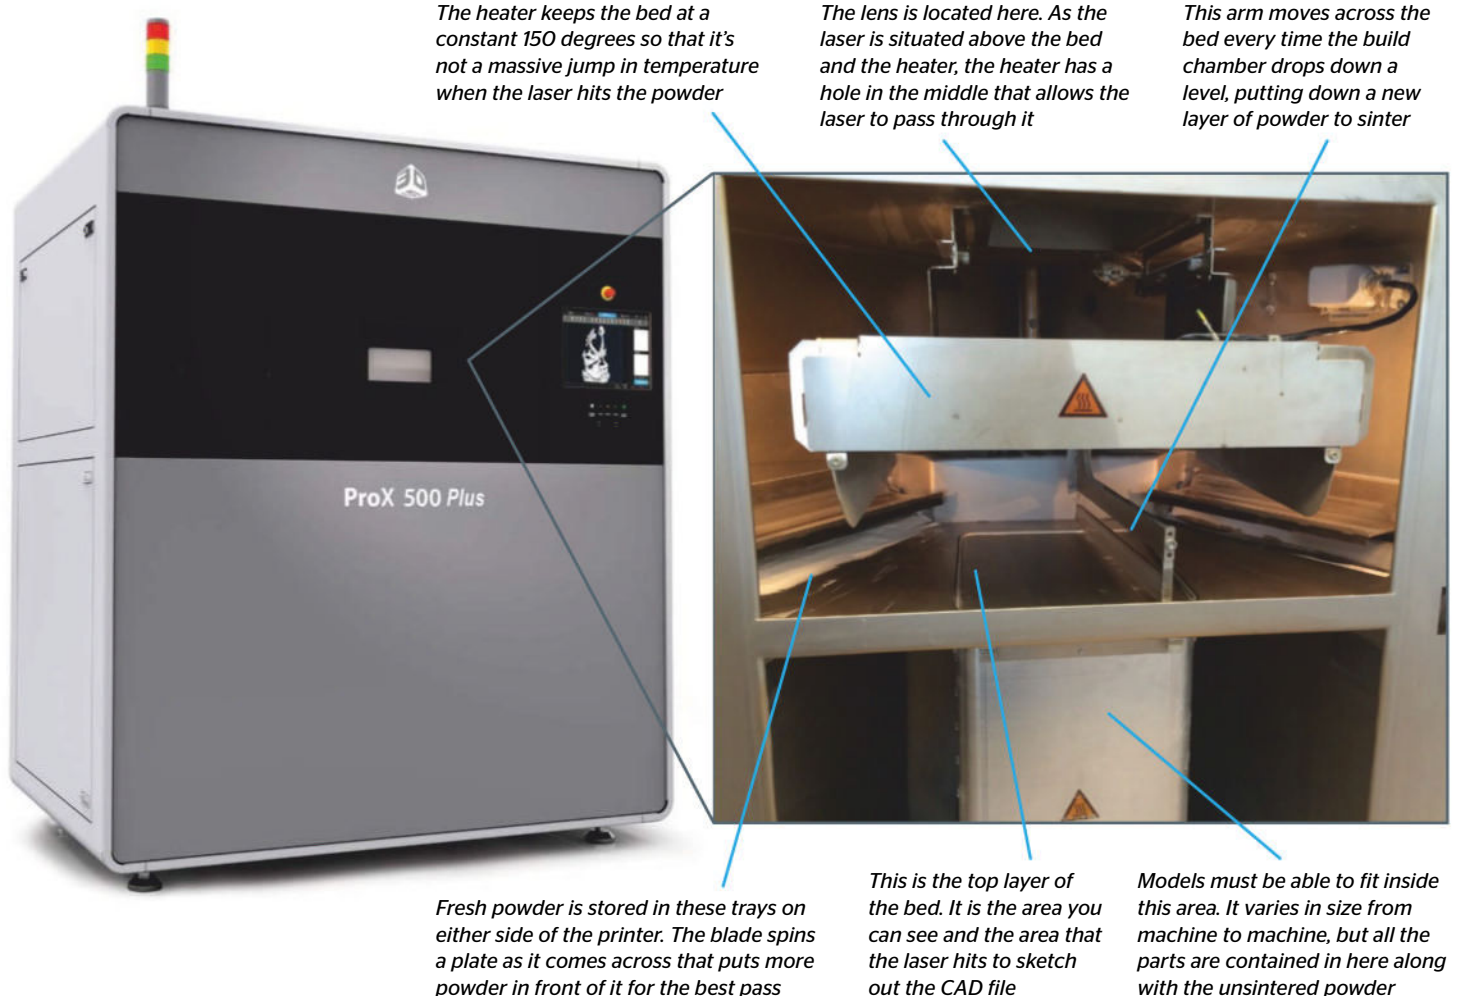 The heater keeps the bed at a
constant 150 degrees so that it's
not a massive jump in temperature
when the laser hits the powder
The lens is located here. As the
laser is situated above the bed
and the heater, the heater has a
hole in the middle that allows the
laser to pass through it
This arm moves across the
bed every time the build
chamber drops down a
level, putting down a new
layer of powder to sinter
3D
ProX 500 Plus
Fresh powder is stored in these trays on
either side of the printer. The blade spins
a plate as it comes across that puts more
powder in front of it for the best pass
This is the top layer of
the bed. It is the area you
can see and the area that
the laser hits to sketch
out the CAD file
Models must be able to fit inside
this area. It varies in size from
machine to machine, but all the
parts are contained in here along
with the unsintered powder